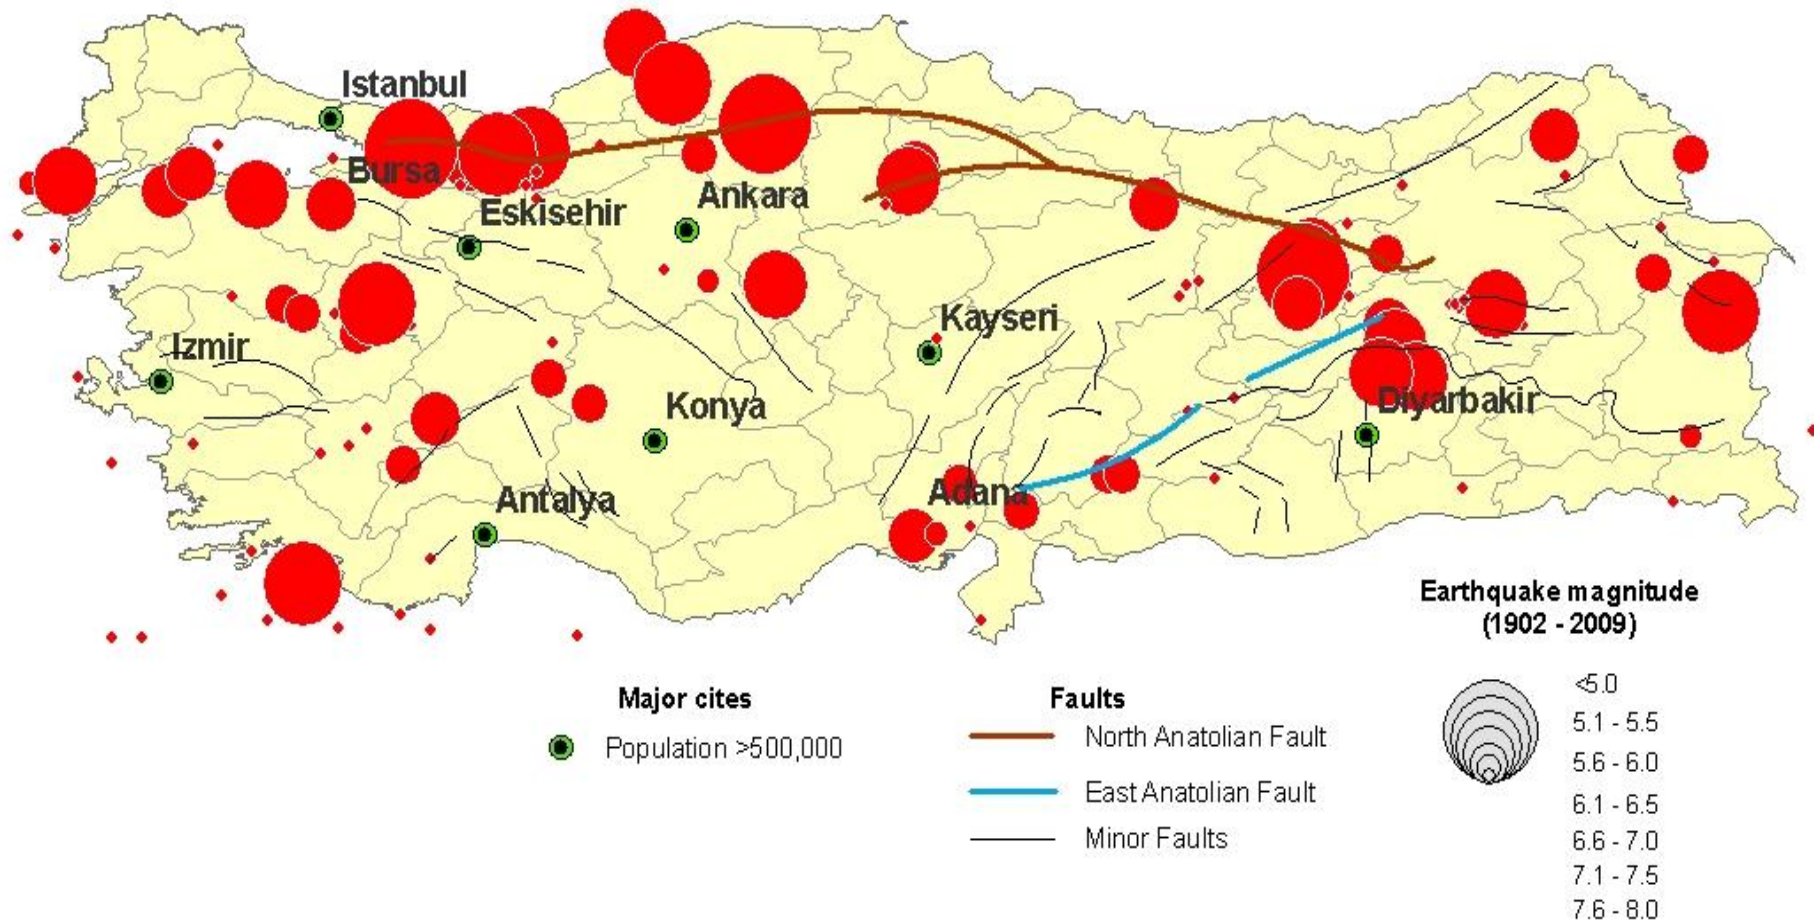 Istanbul
Bursa
Eskisehir
Ankara
Kayseri
Izmir
Konya
Diyarbakir
Antalya
Adana
Major cites
Population >500,000
Faults
North Anatolian Fault
East Anatolian Fault
Minor Faults
Earthquake magnitude
(1902 - 2009)
<5.0
5.1 - 5.5
5.6 - 6.0
6.1 - 6.5
6.6 - 7.0
7.1 - 7.5
7.6 - 8.0